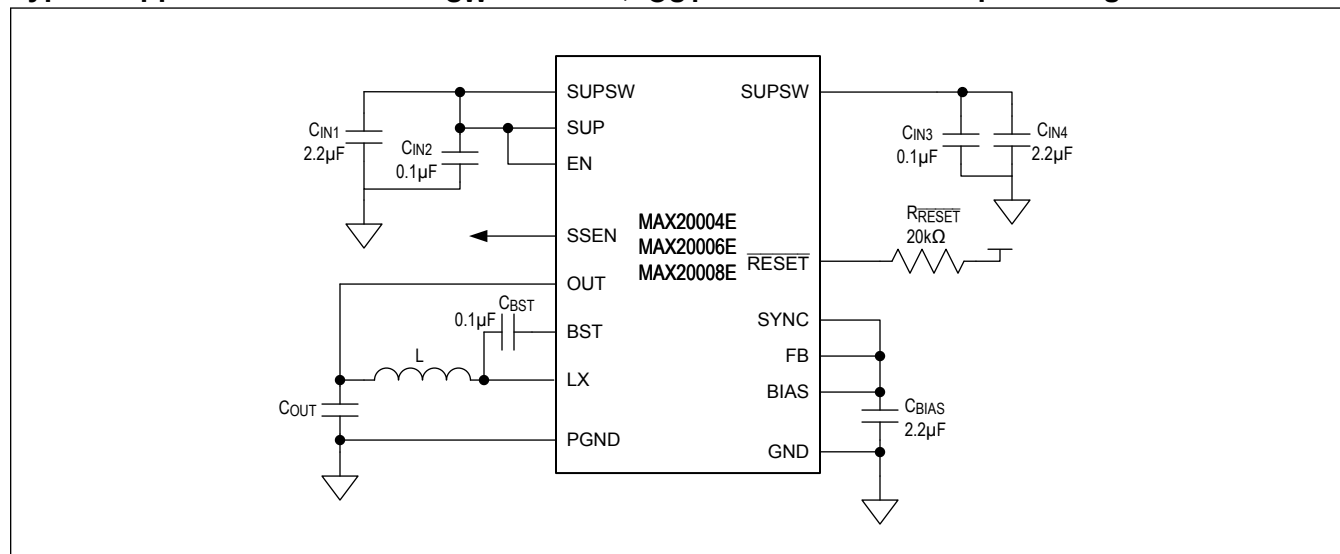 SUPSW
SUP
EN
SSEN
OUT
BST
LX
PGND
SUPSW
RESET
SYNC
FB
BIAS
GND
MAX20004E
MAX20006E
MAX20008E
CIN1
2.2µF
CIN2
0.1µF
CIN3
0.1µF
CIN4
2.2µF
RRESET
20kΩ
CBST
0.1µF
L
COUT
CBIAS
2.2µF